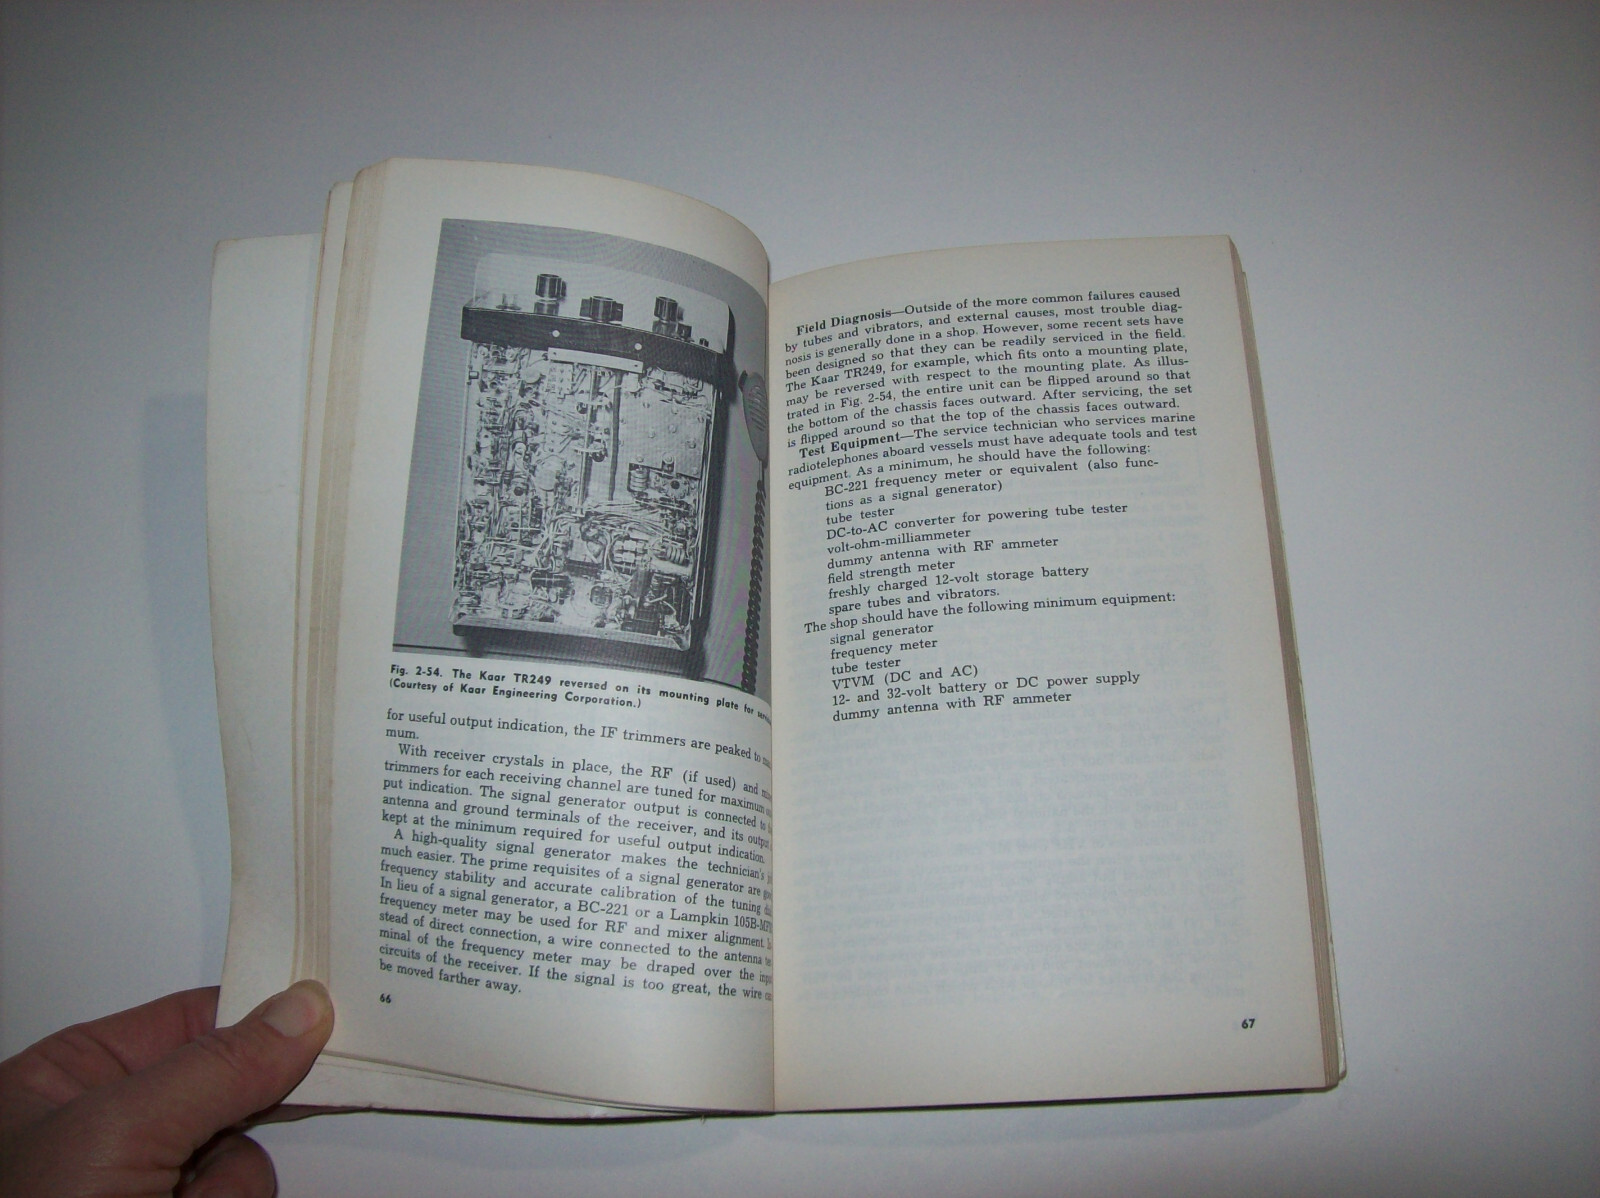 Fig. 2-54. The Kaar TR249 reversed on its mounting plate for
(Courtesy of Kaar Engineering Corporation.)
for useful output indication, the IF trimmers are peaked to
mum.
With receiver crystals in place, the RF (if used) and
trimmers for each receiving channel are tuned for maximum
put indication. The signal generator output is connected to
antenna and ground terminals of the receiver, and its output
kept at the minimum required for useful output indication.
A high-quality signal generator makes the technician's
much easier. The prime requisites of a signal generator are
frequency stability and accurate calibration of the tuning
In lieu of a signal generator, a BC-221 or a Lampkin
frequency meter may be used for RF and mixer alignment.
stead of direct connection, a wire connected to the antenna
minal of the frequency meter may be draped over the
circuits of the receiver. If the signal is too great, the wire
be moved farther away.
66
Field Diagnosis—Outside of the more common failures caused
by tubes and vibrators, and external causes, most trouble diag-
nosis is generally done in a shop. However, some recent sets have
been designed so that they can be readily serviced in the field.
The Kaar TR249, for example, which fits onto a mounting plate,
may be reversed with respect to the mounting plate. As illus-
trated in Fig. 2-54, the entire unit can be flipped around so that
the bottom of the chassis faces outward. After servicing, the set
is flipped around so that the top of the chassis faces outward.
Test Equipment—The service technician who services marine
radiotelephones aboard vessels must have adequate tools and test
equipment. As a minimum, he should have the following:
BC-221 frequency meter or equivalent (also func-
tions as a signal generator)
tube tester
DC-to-AC converter for powering tube tester
volt-ohm-milliammeter
dummy antenna with RF ammeter
field strength meter
freshly charged 12-volt storage battery
spare tubes and vibrators.
The shop should have the following minimum equipment:
signal generator
frequency meter
tube tester
VTVM (DC and AC)
12- and 32-volt battery or DC power supply
dummy antenna with RF ammeter
67